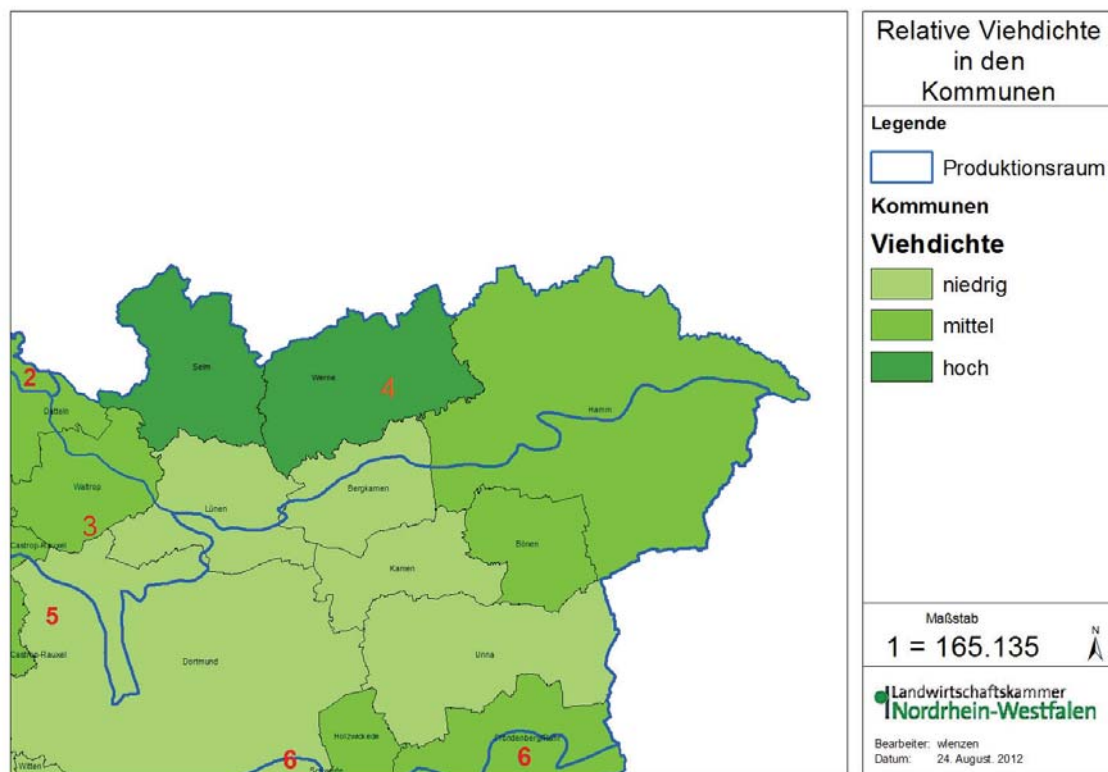 Relative Viehdichte
in den
Kommunen
Legende
Produktionsraum
Kommunen
Viehdichte
niedrig
mittel
hoch
Maßstab
1 = 165.135
N
Landwirtschaftskammer
Nordrhein-Westfalen
Bearbeiter: wlenzen
Datum: 24. August. 2012
Selm
Werne
4
2
Datteln
Hamm
Waltrop
Bergkamen
Lünen
3
Castrop-Rauxel
Bönen
Kamen
5
Castrop-Rauxel
Dortmund
Unna
Holzwickede
Fröndenberg/Ruhr
6
6
Witten